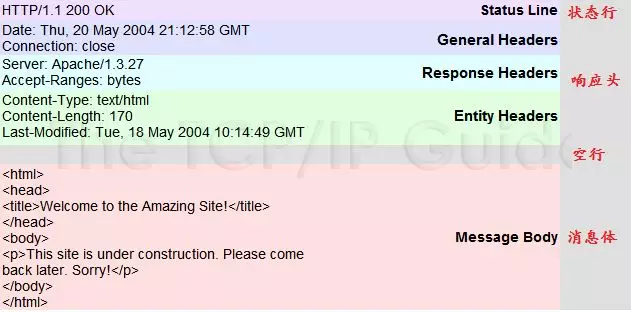 HTTP/1.1 200 OK Status Line 状态行
Date: Thu, 20 May 2004 21:12:58 GMT
Connection: close General Headers
Server: Apache/1.3.27
Accept-Ranges: bytes Response Headers 响应头
Content-Type: text/html
Content-Length: 170 Entity Headers
Last-Modified: Tue, 18 May 2004 10:14:49 GMT
The TCP/IP Guide 空行
<html>
<head>
<title>Welcome to the Amazing Site!</title>
</head>
<body> Message Body 消息体
<p>This site is under construction. Please come
back later. Sorry!</p>
</body>
</html>